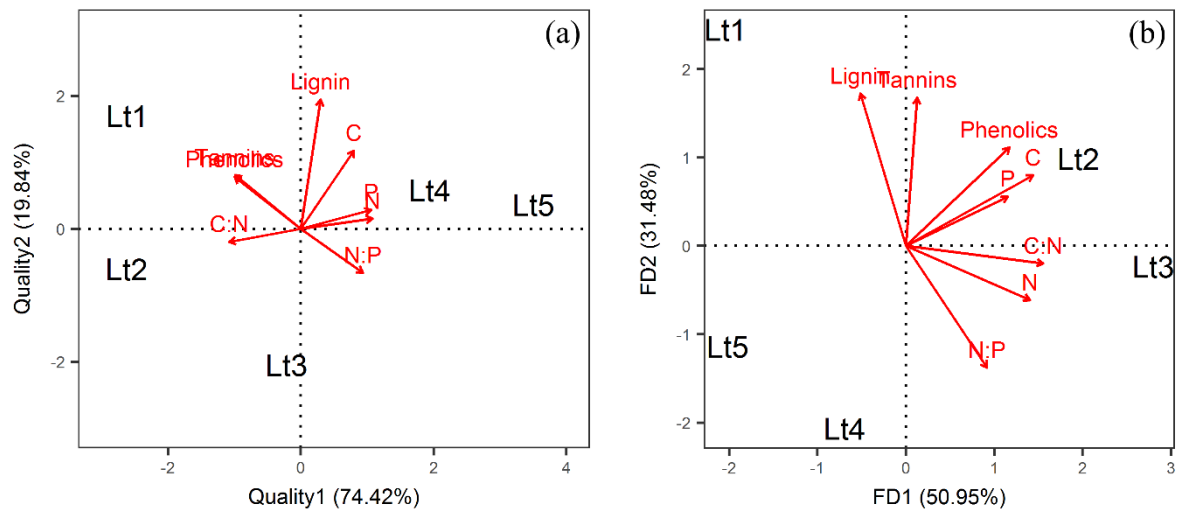 (a)
2
0
-2
-2
0
2
4
Quality2 (19.84%)
Quality1 (74.42%)
Lignin
C
Lt1
Tannins
Phenolics
P
N
Lt4
Lt5
C:N
N:P
Lt2
Lt3
(b)
2
1
0
-1
-2
-2
-1
0
1
2
3
FD2 (31.48%)
FD1 (50.95%)
Lt1
Lignin
Tannins
Phenolics
C
Lt2
P
C:N
Lt3
N
N:P
Lt5
Lt4